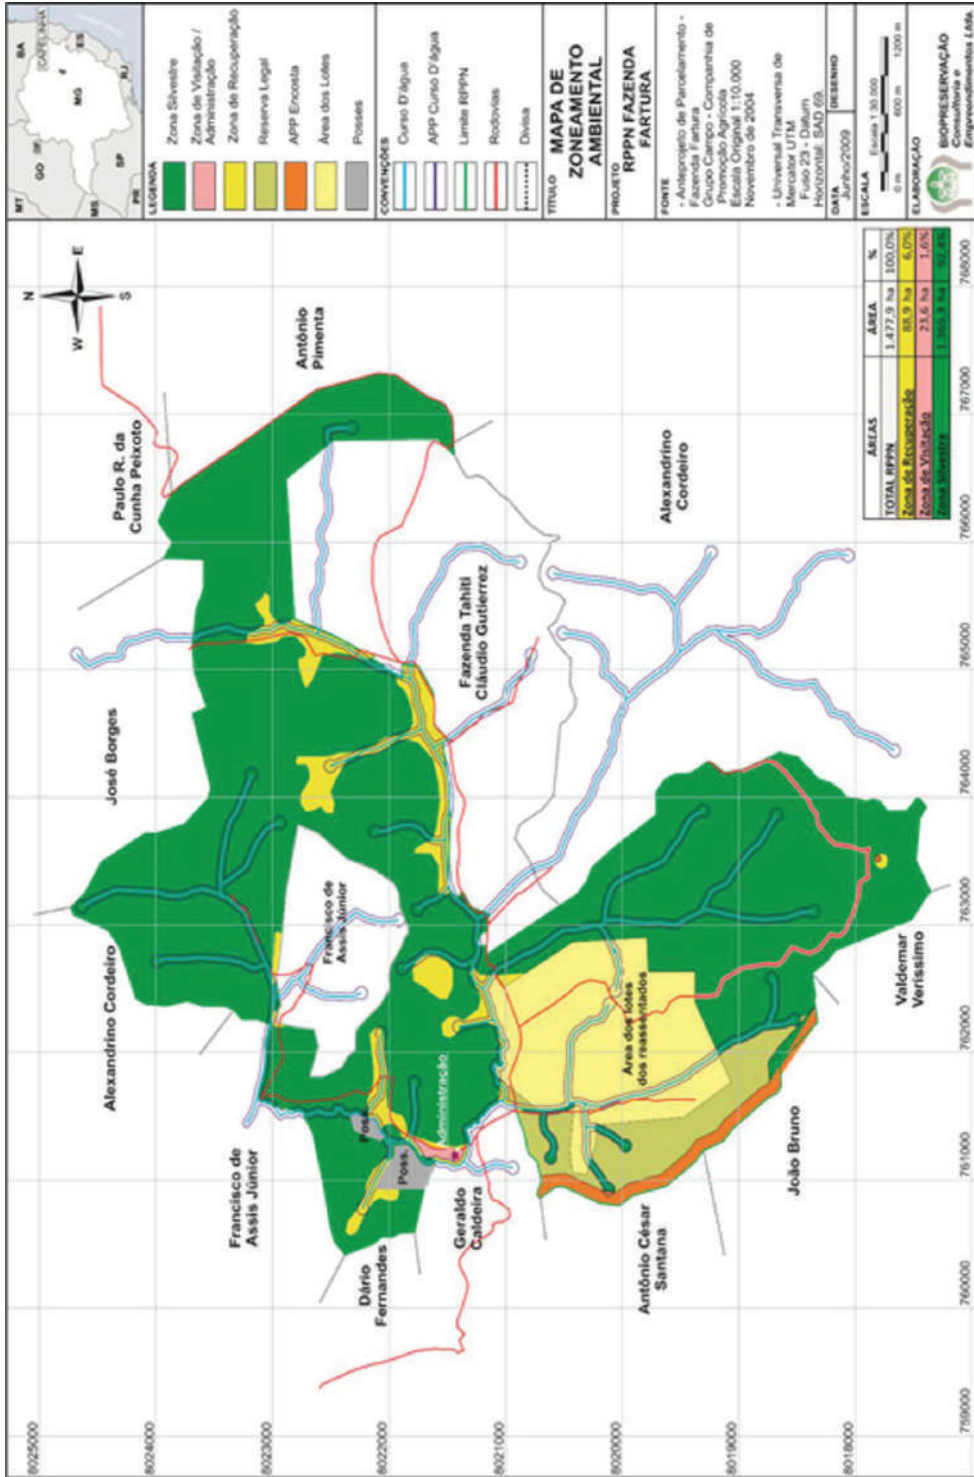 N
W
E
S
Paulo R. da
Cunha Peixoto
Antônio
Pimenta
José Borges
Alexandrino Cordeiro
Francisco de
Assis Júnior
Francisco de
Assis Júnior
Fazenda Tahiti
Cláudio Gutierrez
Alexandrino
Cordeiro
Poss.
Poss.
Administração
Dário
Fernandes
Geraldo
Caldeira
Área dos lotes
dos reassentados
Antônio César
Santana
João Bruno
Valdemar
Veríssimo
8025000
8024000
8023000
8022000
8021000
8020000
8019000
8018000
759000
760000
761000
762000
763000
764000
765000
766000
767000
768000
ÁREAS ÁREA %
TOTAL RPPN 1.477,9 ha 100,0%
Zona de Recuperação 88,9 ha 6,0%
Zona de Visitação 23,6 ha 1,6%
Zona Silvestre 1.365,3 ha 92,4%
MT
GO
DF
BA
CAPELINHA
MG
ES
RJ
SP
MS
PR
LEGENDA
Zona Silvestre
Zona de Visitação /
Administração
Zona de Recuperação
Reserva Legal
APP Encosta
Área dos Lotes
Posses
CONVENÇÕES
Curso D'água
APP Curso D'água
Limite RPPN
Rodovias
Divisa
TÍTULO
MAPA DE
ZONEAMENTO
AMBIENTAL
PROJETO
RPPN FAZENDA
FARTURA
FONTE
- Anteprojeto de Parcelamento -
Fazenda Fartura
Grupo Campo - Companhia de
Promoção Agrícola
Escala Original 1:10.000
Novembro de 2004
- Universal Transversa de
Mercator UTM
Fuso 23 - Datum
Horizontal: SAD 69.
DATA
Junho/2009
DESENHO
ESCALA
Escala 1:30.000
0 m 600 m 1200 m
ELABORAÇÃO
BIOPRESERVAÇÃO
Consultoria e
Empreendimentos Ltda.